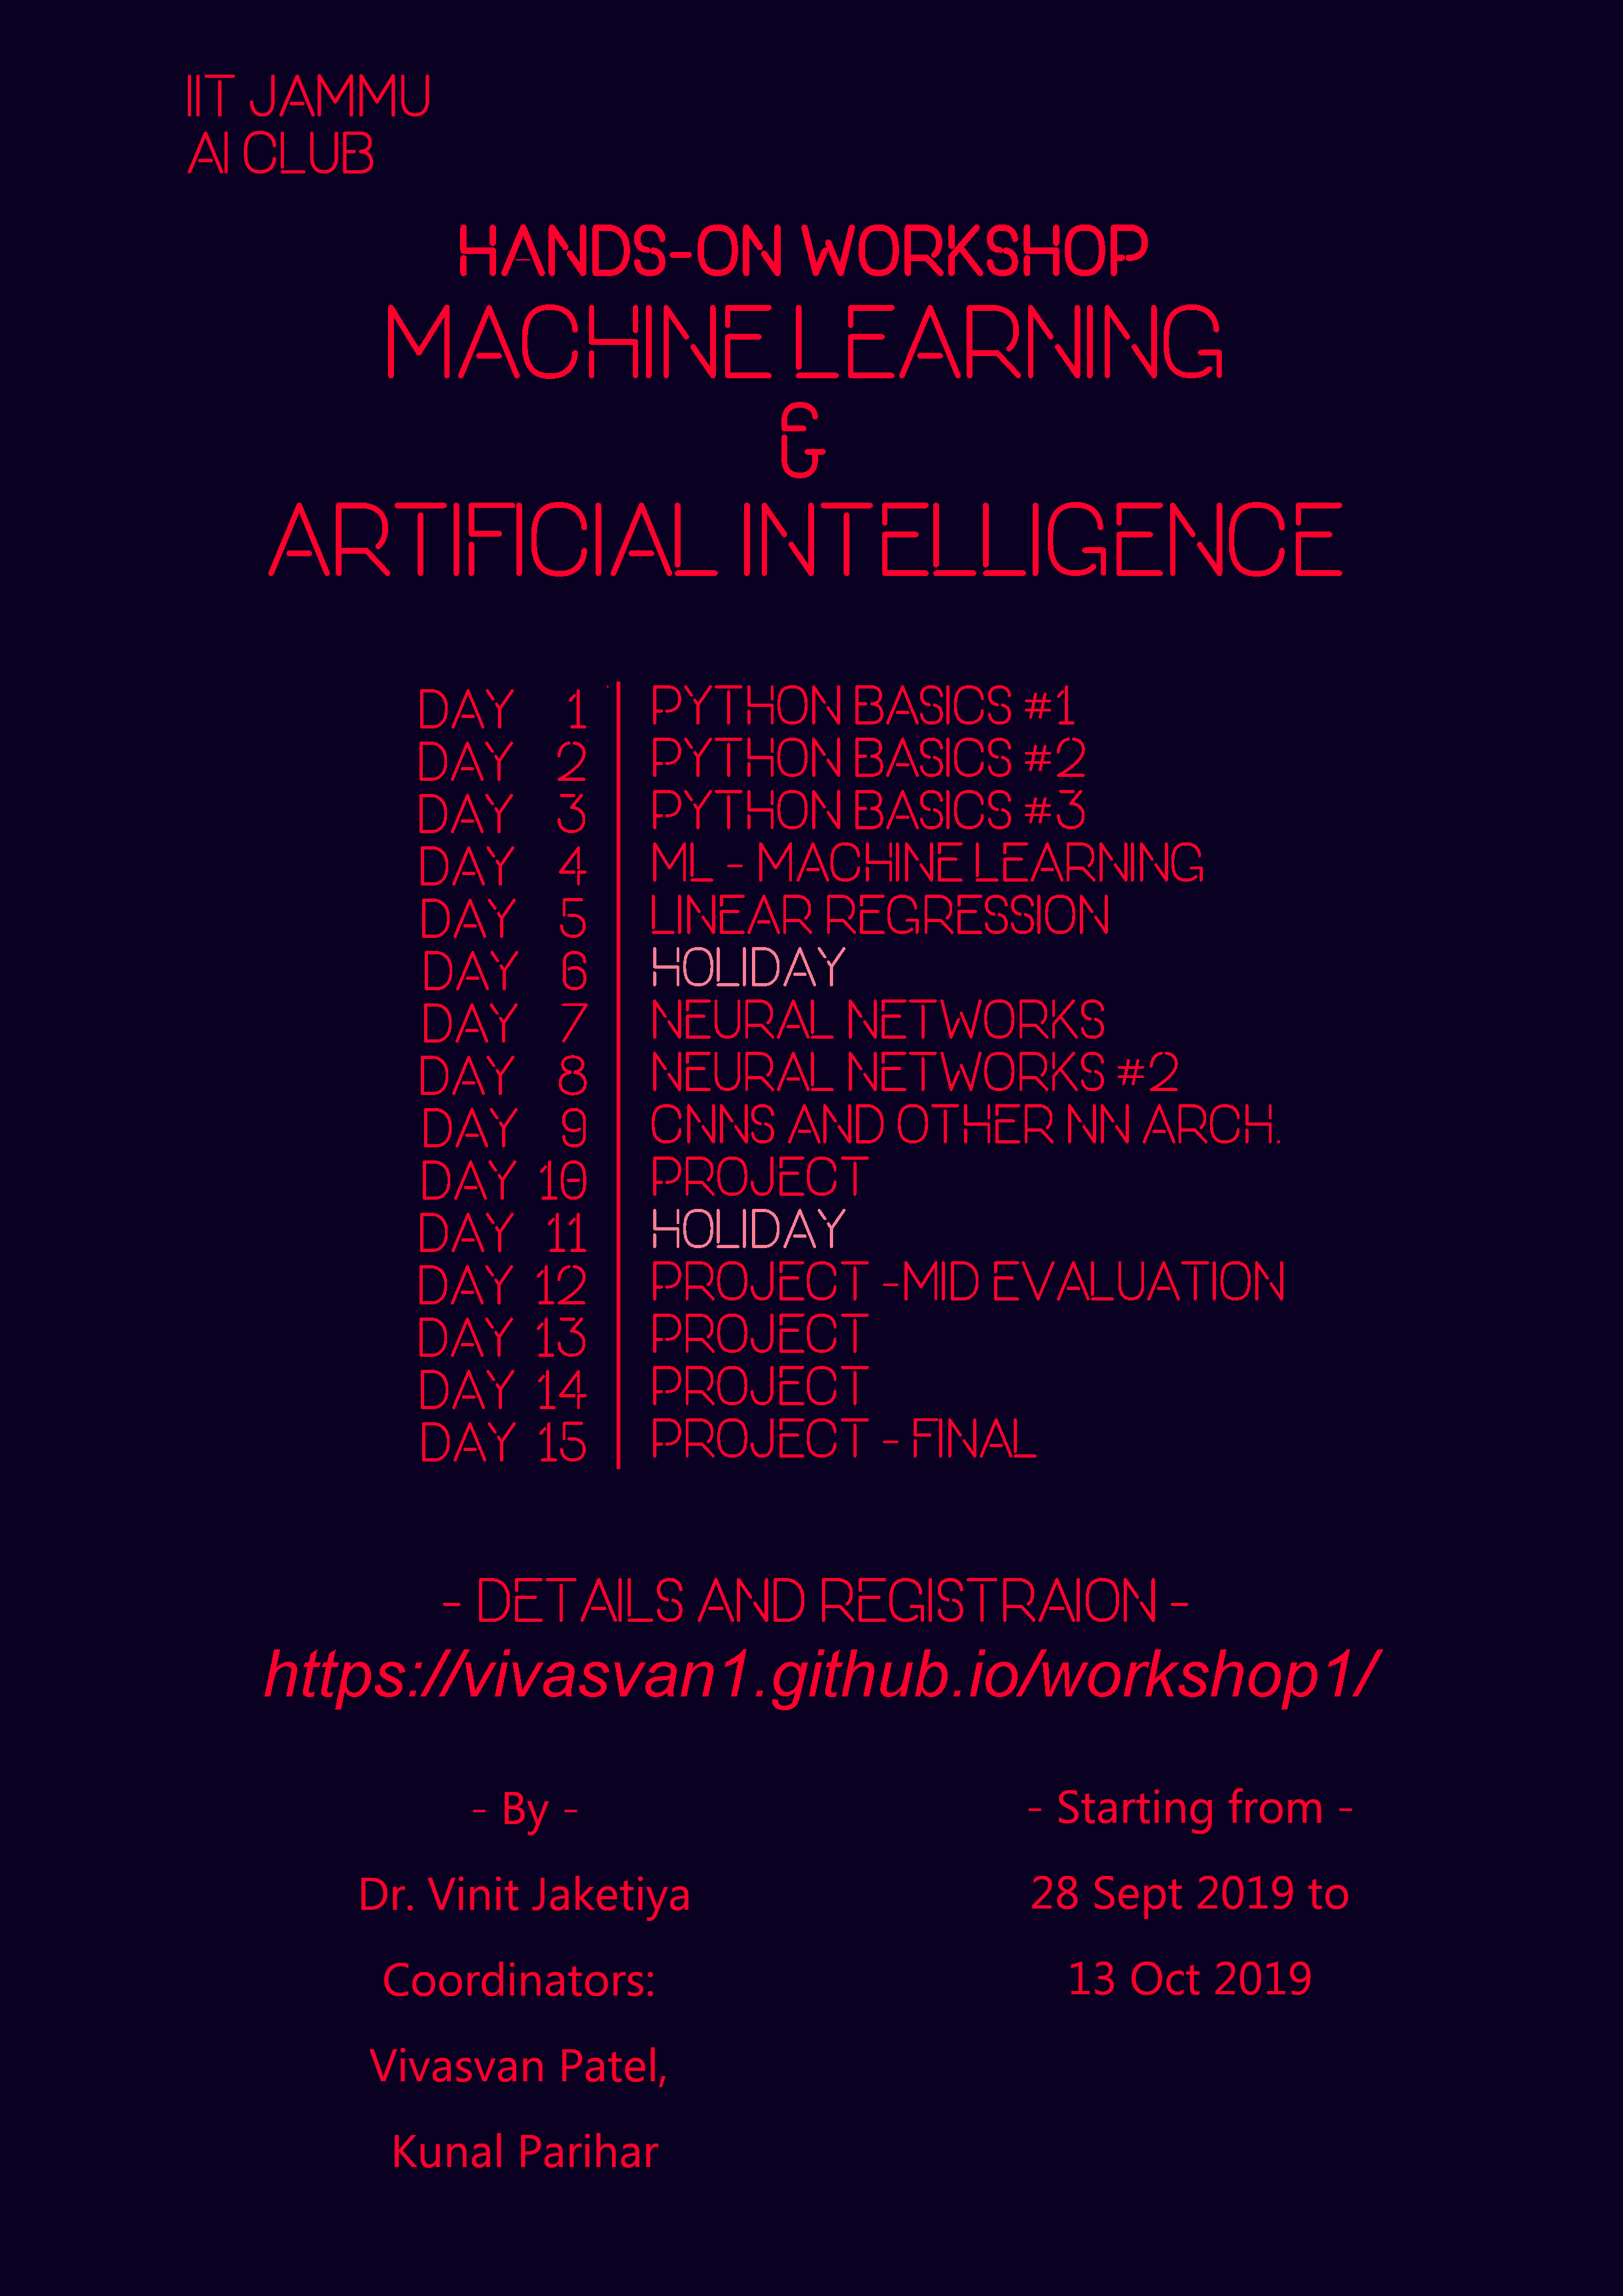 IIT JAMMU
AI CLUB
HANDS-ON WORKSHOP
MACHINE LEARNING
&
ARTIFICIAL INTELLIGENCE
DAY 1 PYTHON BASICS #1
DAY 2 PYTHON BASICS #2
DAY 3 PYTHON BASICS #3
DAY 4 ML - MACHINE LEARNING
DAY 5 LINEAR REGRESSION
DAY 6 HOLIDAY
DAY 7 NEURAL NETWORKS
DAY 8 NEURAL NETWORKS #2
DAY 9 CNNS AND OTHER NN ARCH.
DAY 10 PROJECT
DAY 11 HOLIDAY
DAY 12 PROJECT -MID EVALUATION
DAY 13 PROJECT
DAY 14 PROJECT
DAY 15 PROJECT - FINAL
- DETAILS AND REGISTRAION -
https://vivasvan1.github.io/workshop1/
- By -
Dr. Vinit Jaketiya
Coordinators:
Vivasvan Patel,
Kunal Parihar
- Starting from -
28 Sept 2019 to
13 Oct 2019